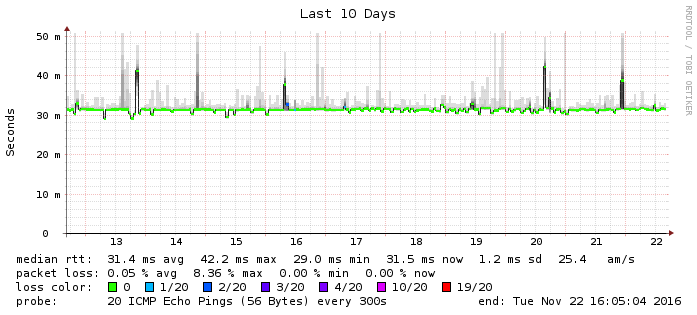 Last 10 Days
RRDTOOL / TOBI OETIKER
Seconds
50 m
40 m
30 m
20 m
10 m
0
13 14 15 16 17 18 19 20 21 22
median rtt: 31.4 ms avg 42.2 ms max 29.0 ms min 31.5 ms now 1.2 ms sd 25.4 am/s
packet loss: 0.05 % avg 8.36 % max 0.00 % min 0.00 % now
loss color: 0 1/20 2/20 3/20 4/20 10/20 19/20
probe: 20 ICMP Echo Pings (56 Bytes) every 300s end: Tue Nov 22 16:05:04 2016